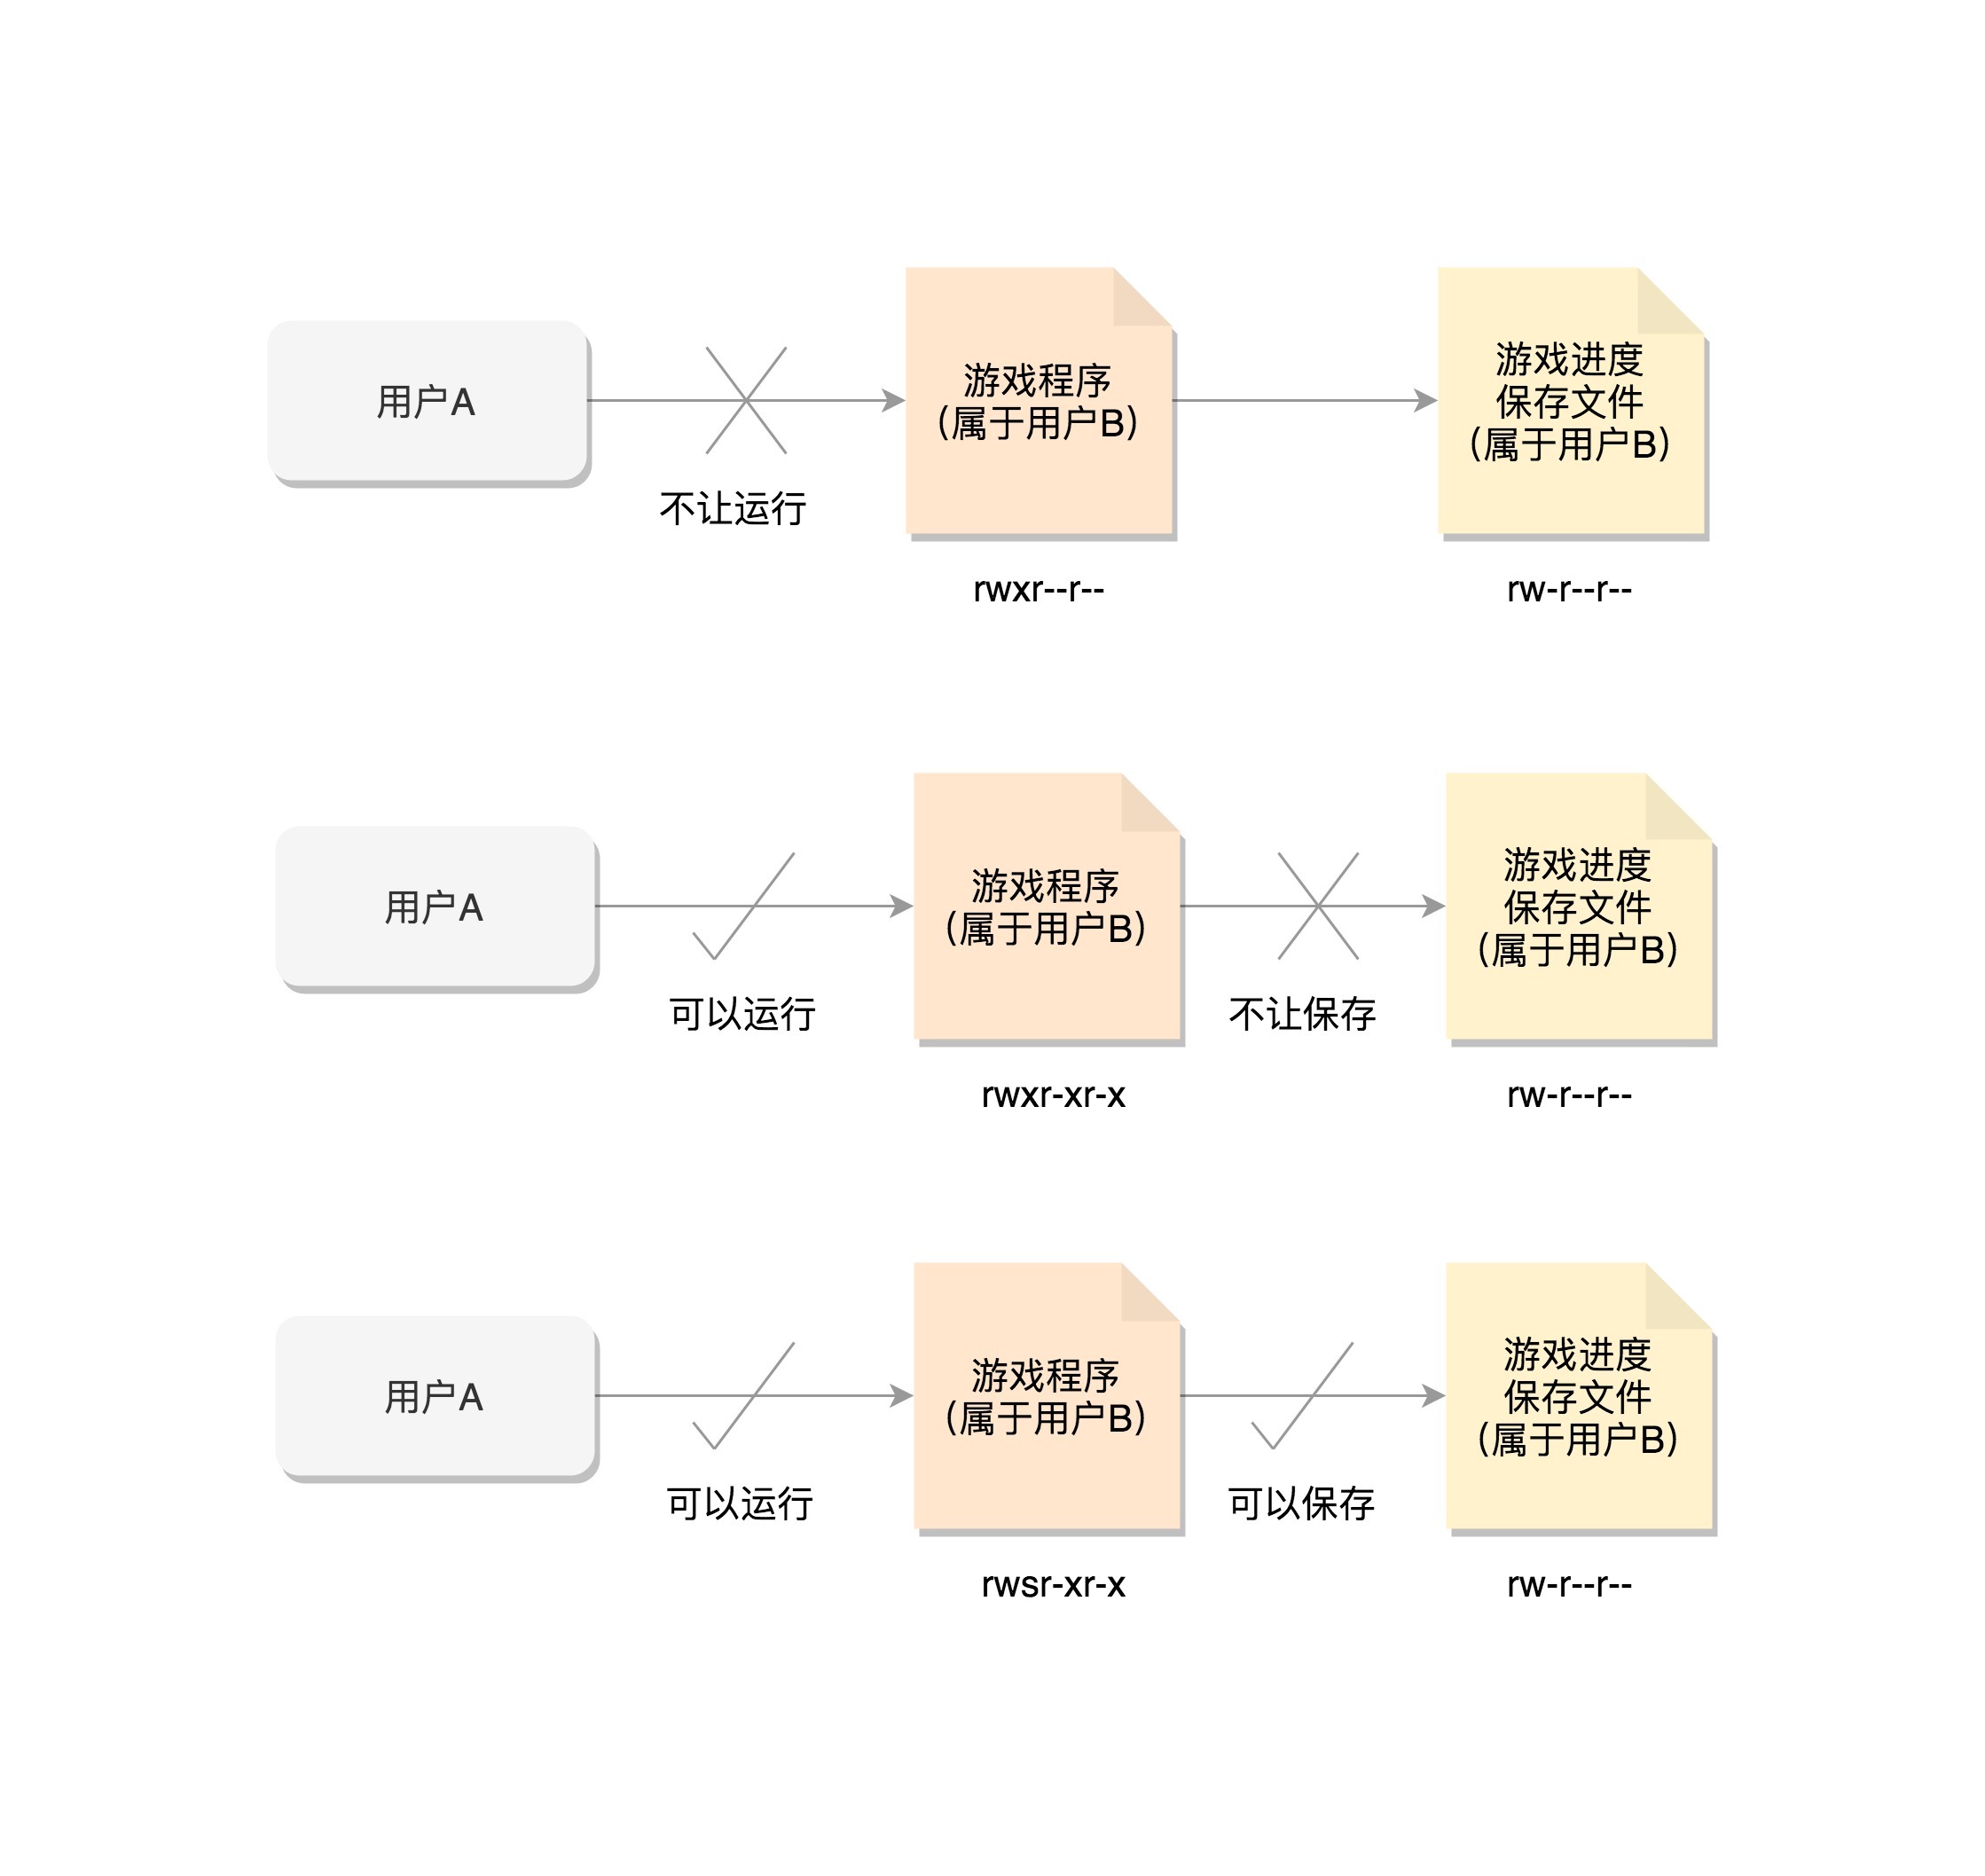 用户A
不让运行
游戏程序
(属于用户B)
rwxr--r--
游戏进度
保存文件
(属于用户B)
rw-r--r--
用户A
可以运行
游戏程序
(属于用户B)
rwxr-xr-x
不让保存
游戏进度
保存文件
(属于用户B)
rw-r--r--
用户A
可以运行
游戏程序
(属于用户B)
rwsr-xr-x
可以保存
游戏进度
保存文件
(属于用户B)
rw-r--r--